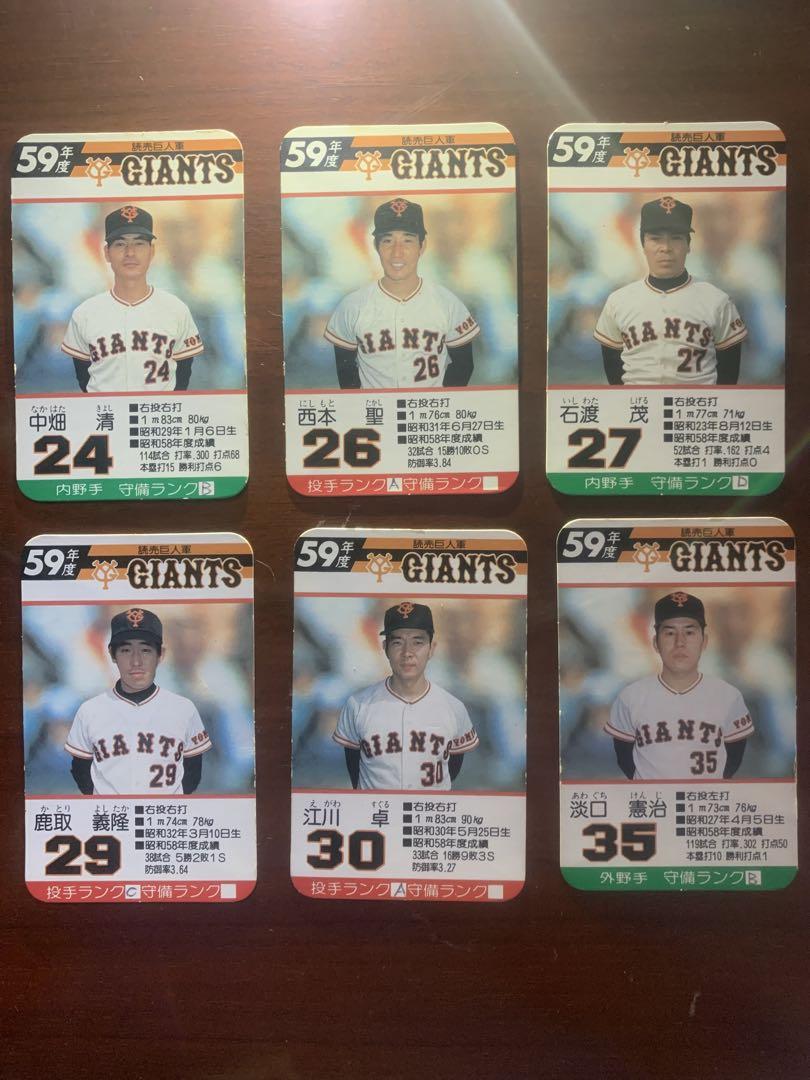 59年度 読売巨人軍
GIANTS
GIANTS
24
なかはた きよし
中畑 清
24
■右投右打
■1m83cm 80kg
■昭和29年1月6日生
■昭和58年度成績
114試合 打率.300 打点68
本塁打15 勝利打点6
内野手 守備ランクB
59年度 読売巨人軍
GIANTS
GIANTS YOMI
26
にしもと たかし
西本 聖
26
■右投右打
■1m76cm 80kg
■昭和31年6月27日生
■昭和58年度成績
32試合 15勝10敗0S
防御率3.84
投手ランクA守備ランク
59年度 読売巨人軍
GIANTS
GIANTS
27
いしわた しげる
石渡 茂
27
■右投右打
■1m77cm 71kg
■昭和23年8月12日生
■昭和58年度成績
52試合 打率.162 打点4
本塁打1 勝利打点0
内野手 守備ランクD
59年度 読売巨人軍
GIANTS
GIANTS YOMI
29
かとり よしたか
鹿取 義隆
29
■右投右打
■1m74cm 78kg
■昭和32年3月10日生
■昭和58年度成績
38試合 5勝2敗1S
防御率3.64
投手ランクC守備ランク
59年度 読売巨人軍
GIANTS
GIANTS YOMI
30
えがわ すぐる
江川 卓
30
■右投右打
■1m83cm 90kg
■昭和30年5月25日生
■昭和58年度成績
33試合 16勝9敗3S
防御率3.27
投手ランクA守備ランク
59年度 読売巨人軍
GIANTS
GIANTS YOMI
35
あわぐち けんじ
淡口 憲治
35
■右投左打
■1m73cm 76kg
■昭和27年4月5日生
■昭和58年度成績
119試合 打率.302 打点50
本塁打10 勝利打点1
外野手 守備ランクB